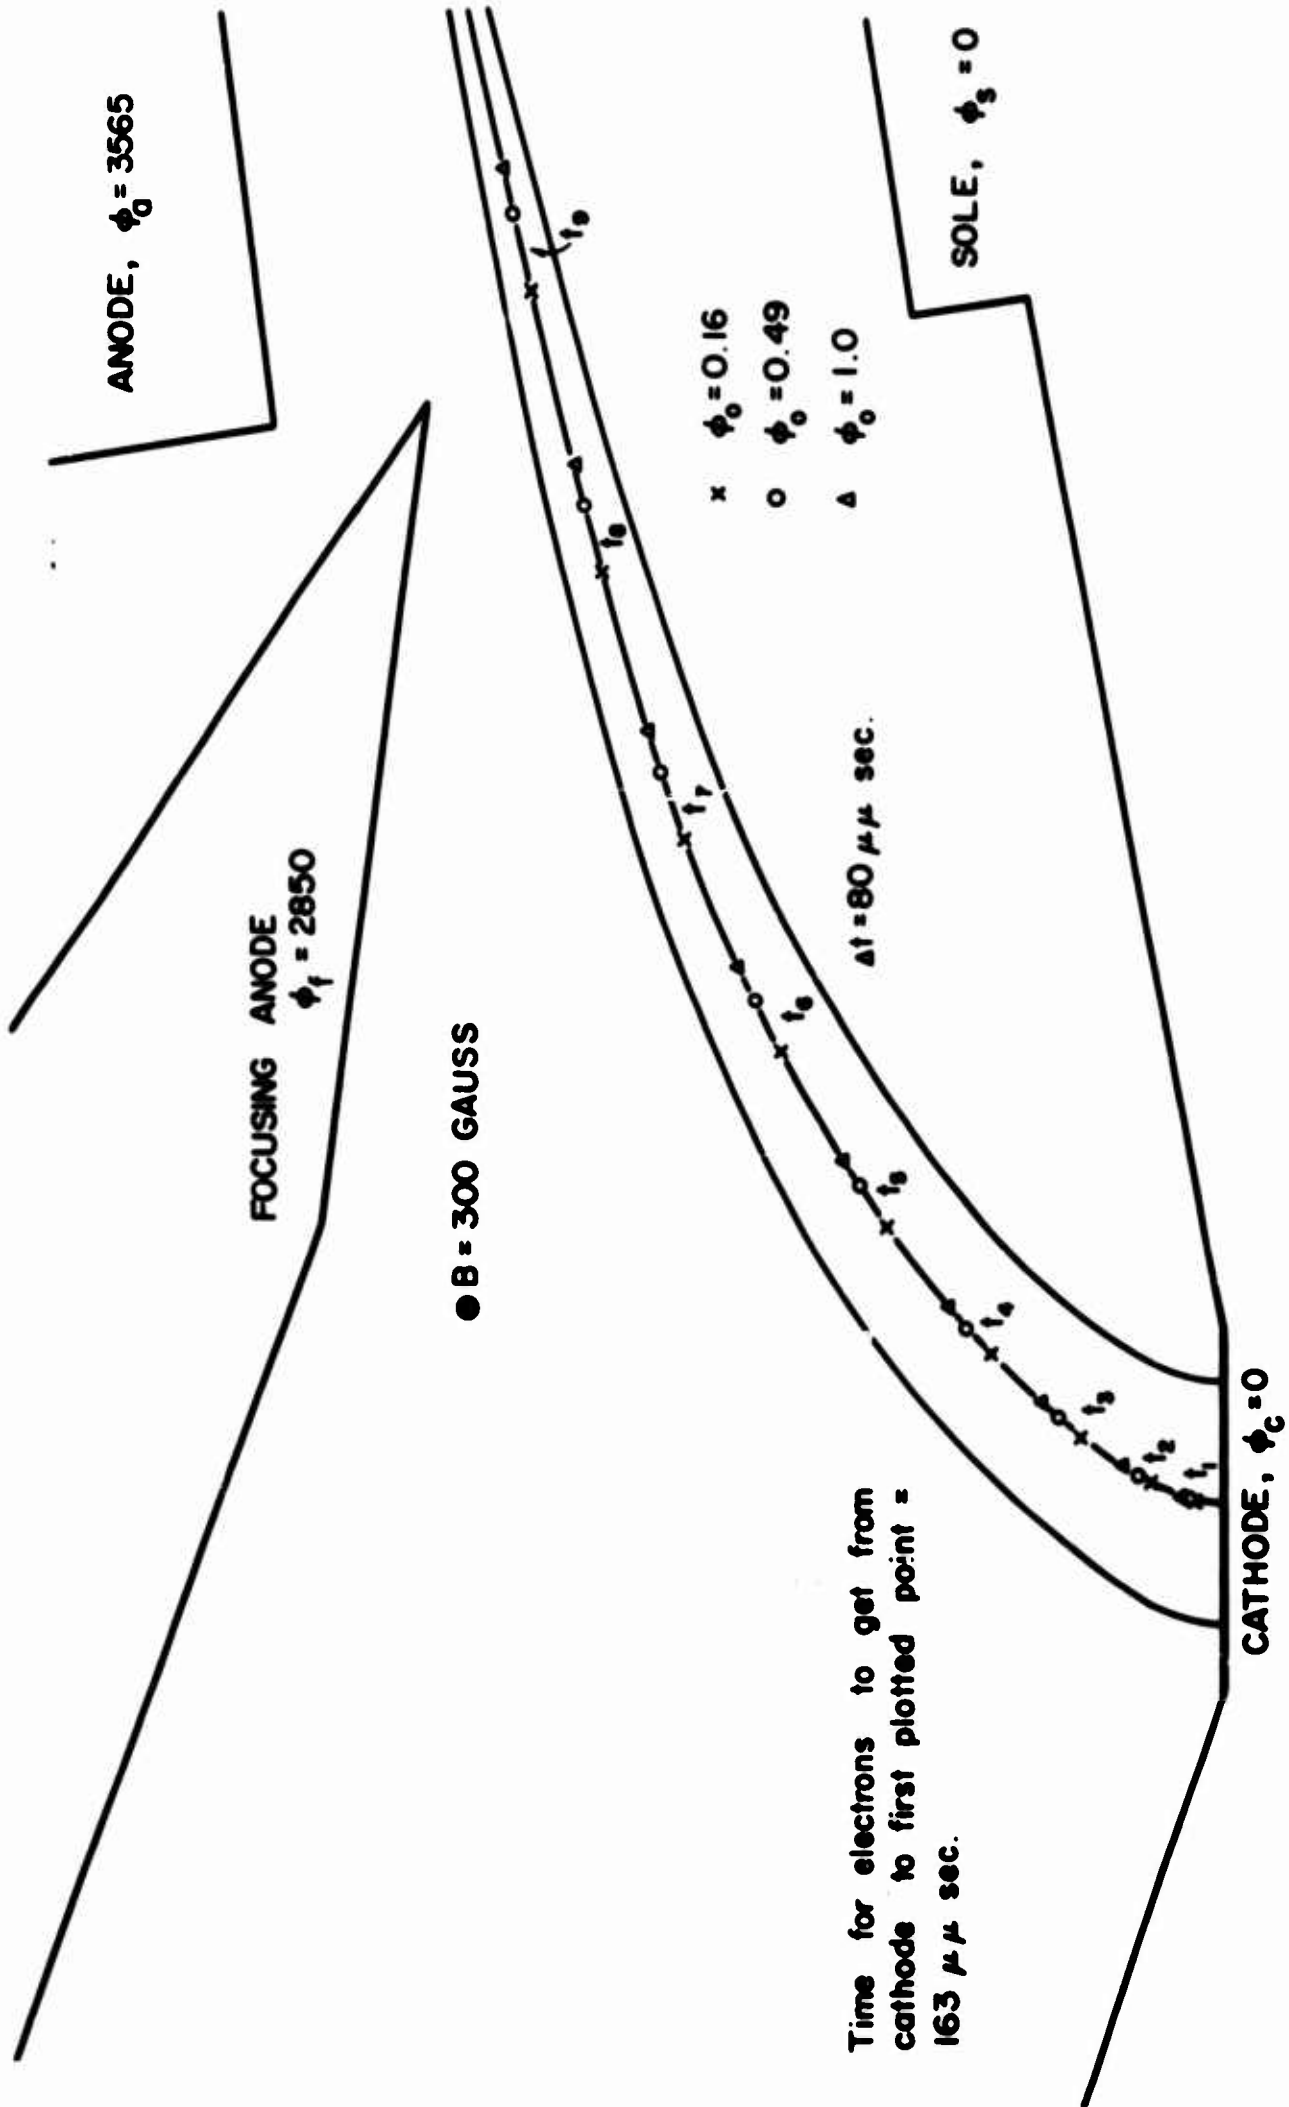 ANODE, ϕa = 3565
FOCUSING ANODE
ϕf = 2850
B = 300 GAUSS
t9
t8
t7
t6
t5
t4
t3
t2
t1
x ϕo = 0.16
o ϕo = 0.49
Δ ϕo = 1.0
Δt = 80 μμ sec.
SOLE, ϕs = 0
Time for electrons to get from
cathode to first plotted point =
163 μμ sec.
CATHODE, ϕc = 0